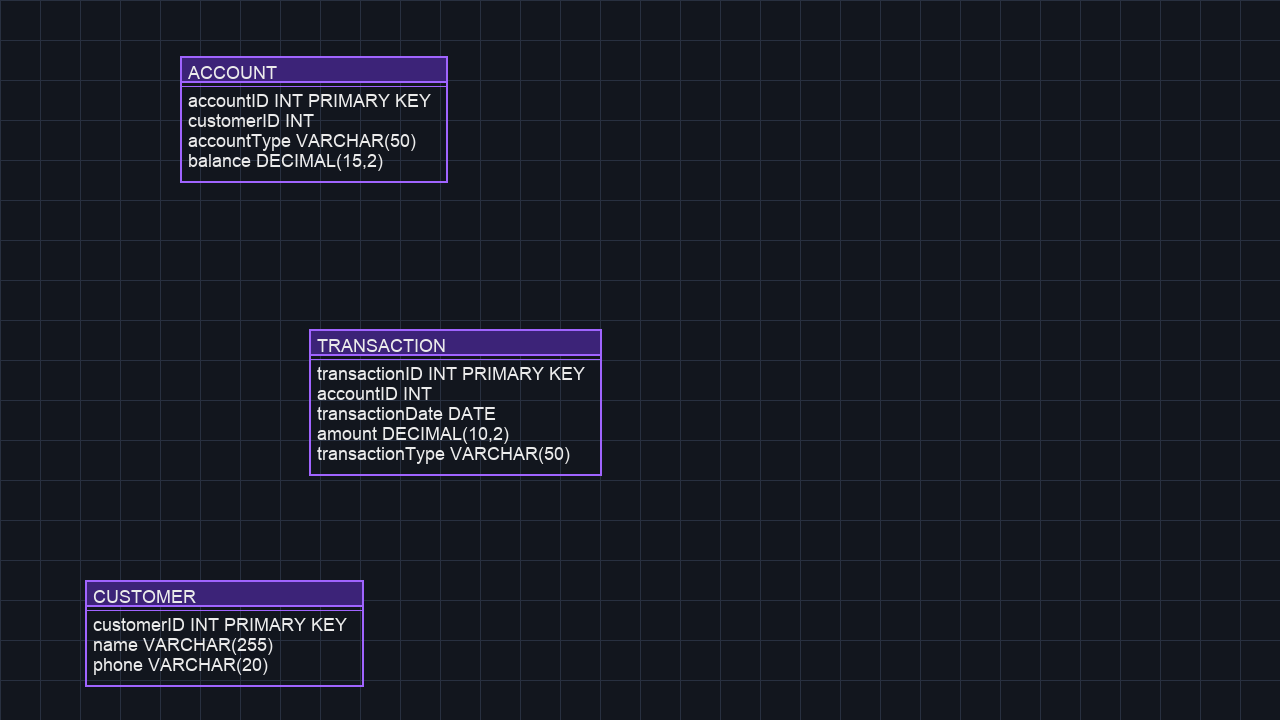 ACCOUNT
accountID INT PRIMARY KEY
customerID INT
accountType VARCHAR(50)
balance DECIMAL(15,2)
TRANSACTION
transactionID INT PRIMARY KEY
accountID INT
transactionDate DATE
amount DECIMAL(10,2)
transactionType VARCHAR(50)
CUSTOMER
customerID INT PRIMARY KEY
name VARCHAR(255)
phone VARCHAR(20)